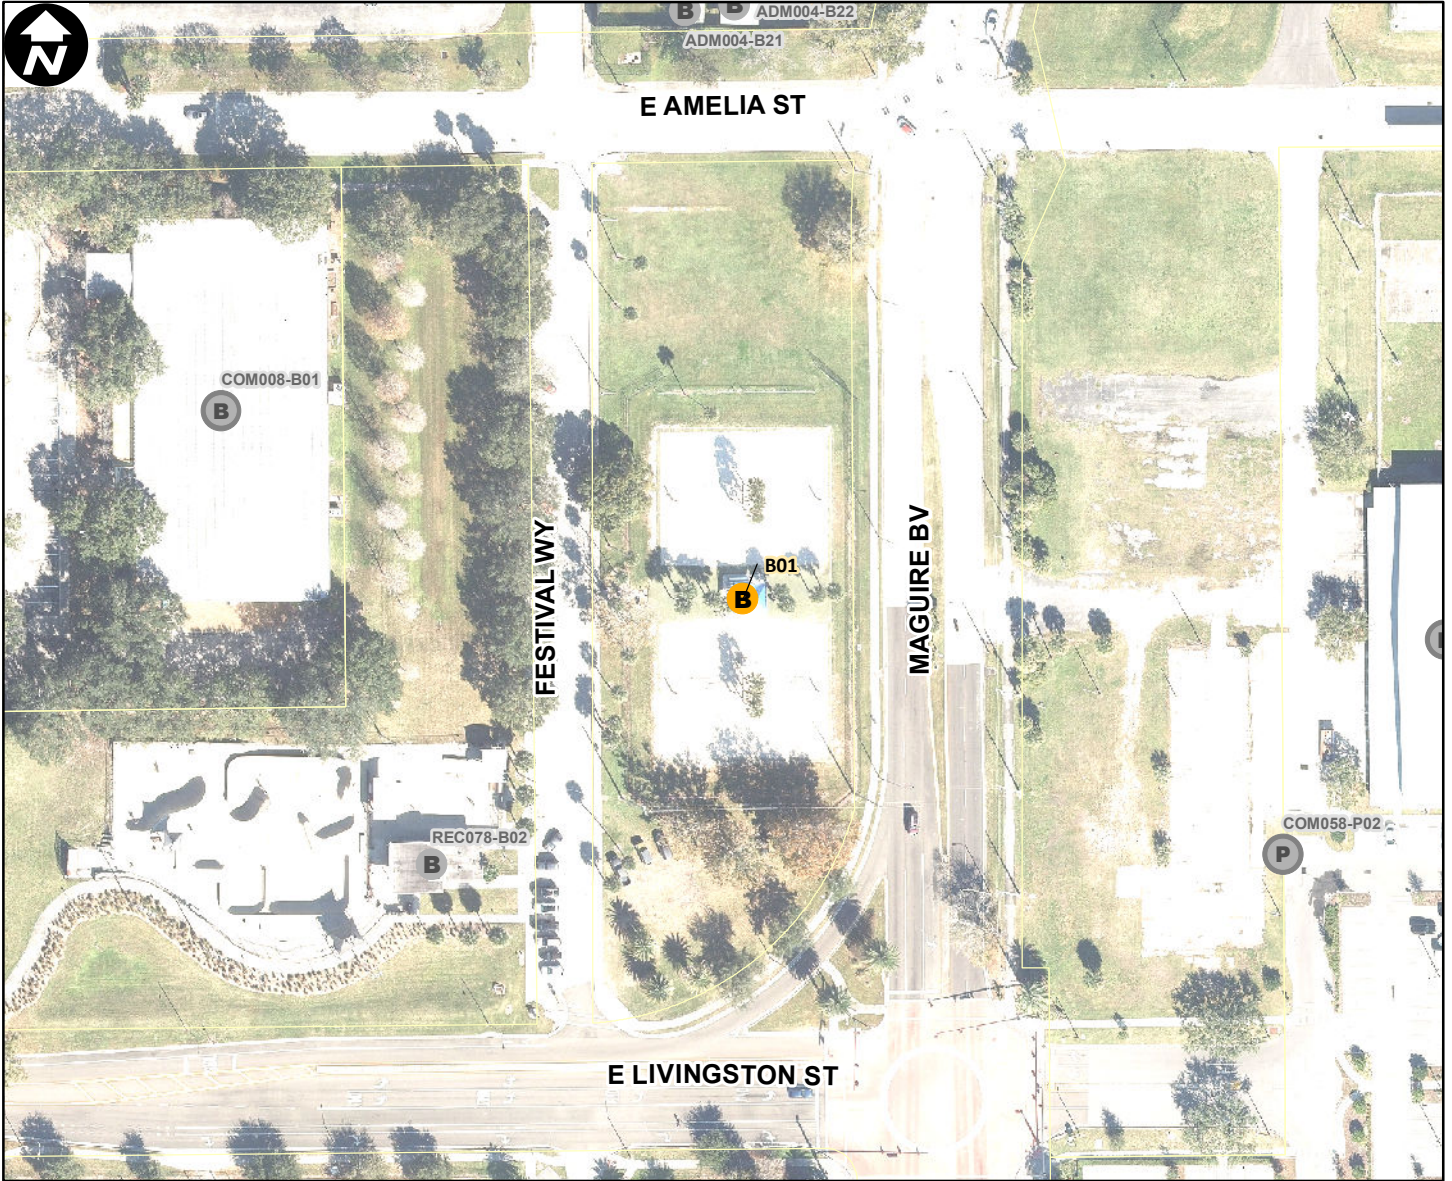 B
B
ADM004-B22
ADM004-B21
N
E AMELIA ST
COM008-B01
B
B01
B
FESTIVAL WY
MAGUIRE BV
REC078-B02
B
COM058-P02
P
E LIVINGSTON ST